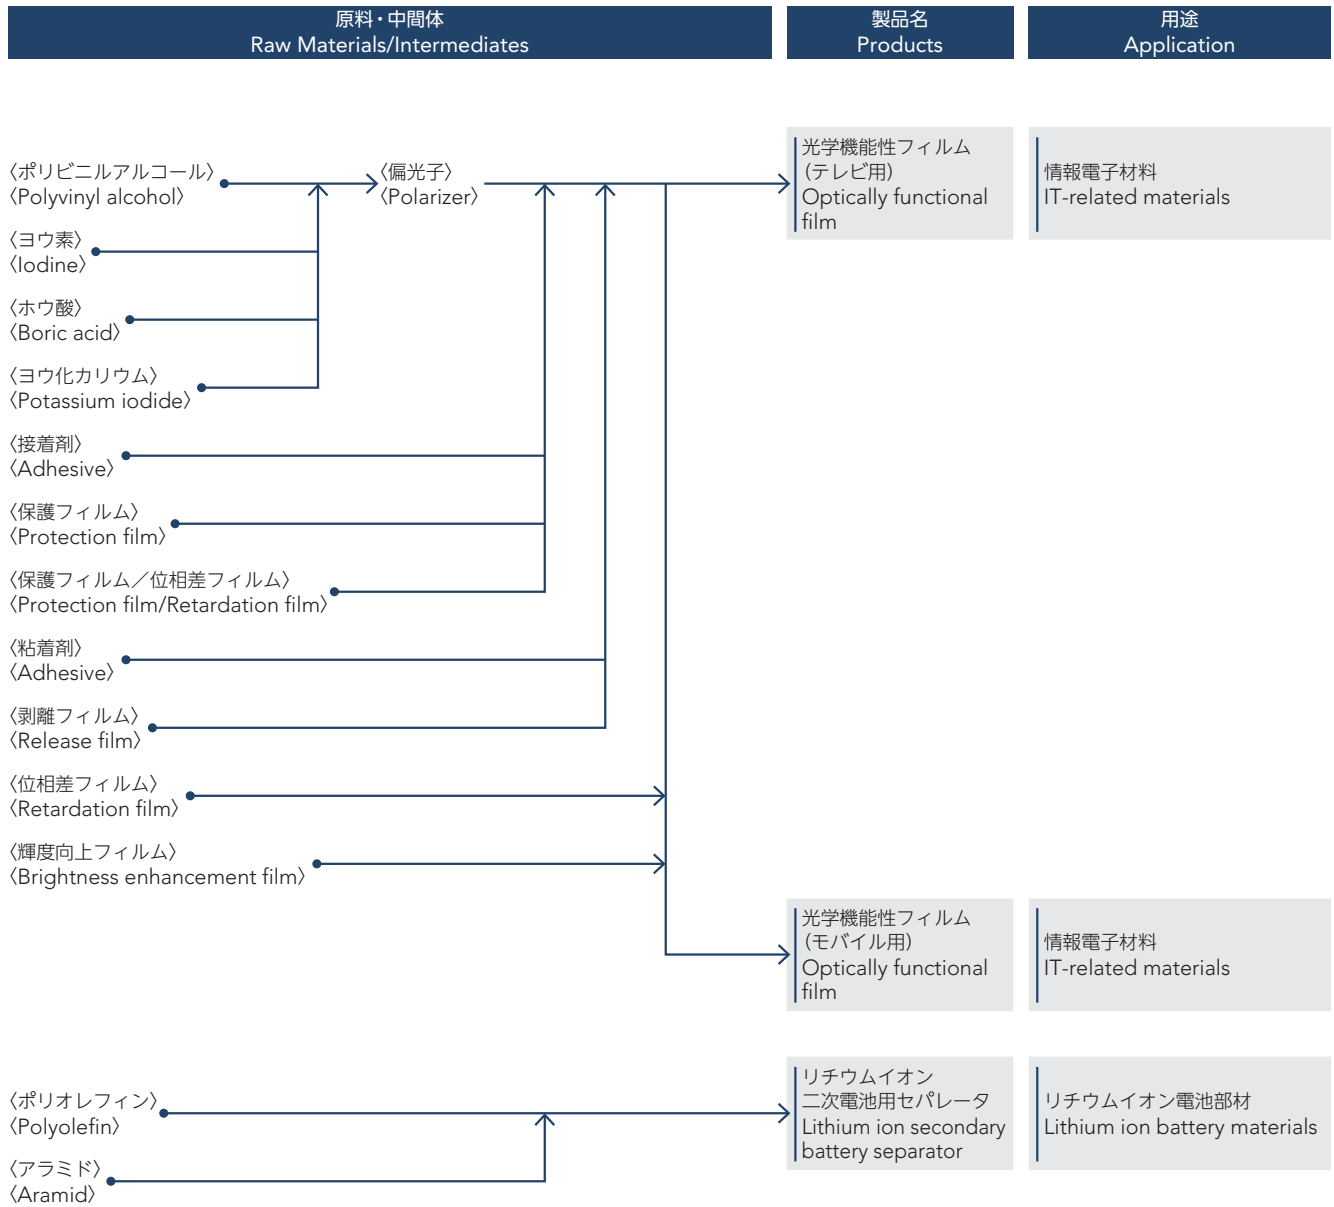 原料・中間体
Raw Materials/Intermediates
製品名
Products
用途
Application
〈ポリビニルアルコール〉
〈Polyvinyl alcohol〉
〈偏光子〉
〈Polarizer〉
光学機能性フィルム
(テレビ用)
Optically functional
film
情報電子材料
IT-related materials
〈ヨウ素〉
〈Iodine〉
〈ホウ酸〉
〈Boric acid〉
〈ヨウ化カリウム〉
〈Potassium iodide〉
〈接着剤〉
〈Adhesive〉
〈保護フィルム〉
〈Protection film〉
〈保護フィルム／位相差フィルム〉
〈Protection film/Retardation film〉
〈粘着剤〉
〈Adhesive〉
〈剥離フィルム〉
〈Release film〉
〈位相差フィルム〉
〈Retardation film〉
〈輝度向上フィルム〉
〈Brightness enhancement film〉
光学機能性フィルム
(モバイル用)
Optically functional
film
情報電子材料
IT-related materials
〈ポリオレフィン〉
〈Polyolefin〉
〈アラミド〉
〈Aramid〉
リチウムイオン
二次電池用セパレータ
Lithium ion secondary
battery separator
リチウムイオン電池部材
Lithium ion battery materials